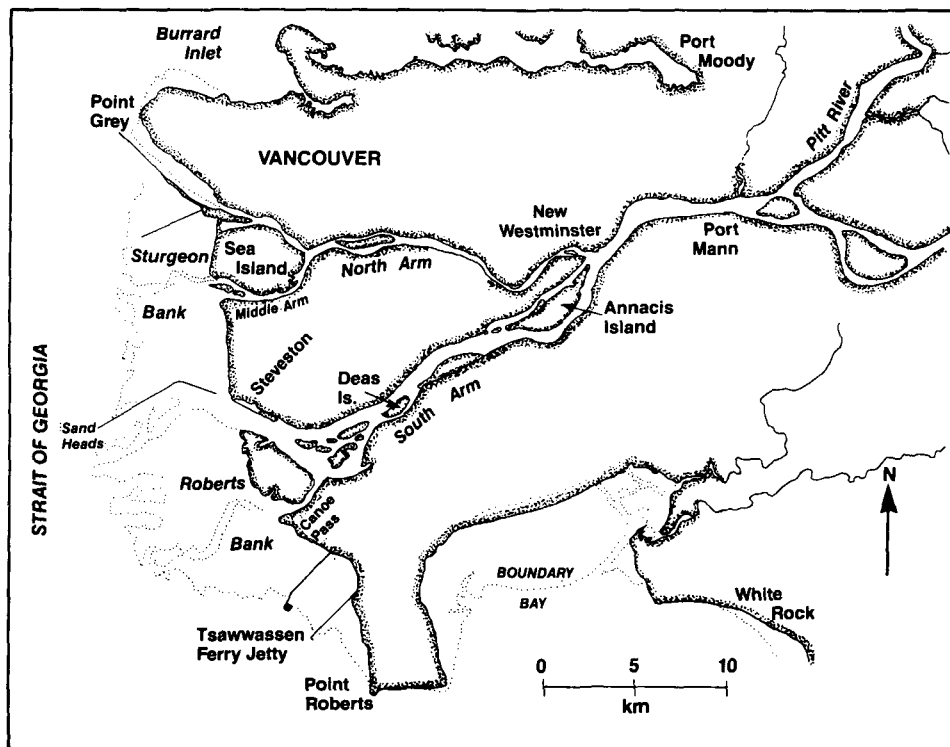 Burrard
Inlet
Port
Moody
Point
Grey
Pitt River
VANCOUVER
New
Westminster
Port
Mann
Sturgeon
Sea
Island
North Arm
Bank
Middle Arm
Annacis
Island
Steveston
Deas
Is.
South Arm
STRAIT OF GEORGIA
Sand
Heads
Roberts
N
Canoe
Pass
Bank
BOUNDARY
BAY
White
Rock
Tsawwassen
Ferry Jetty
Point
Roberts
0 5 10
km